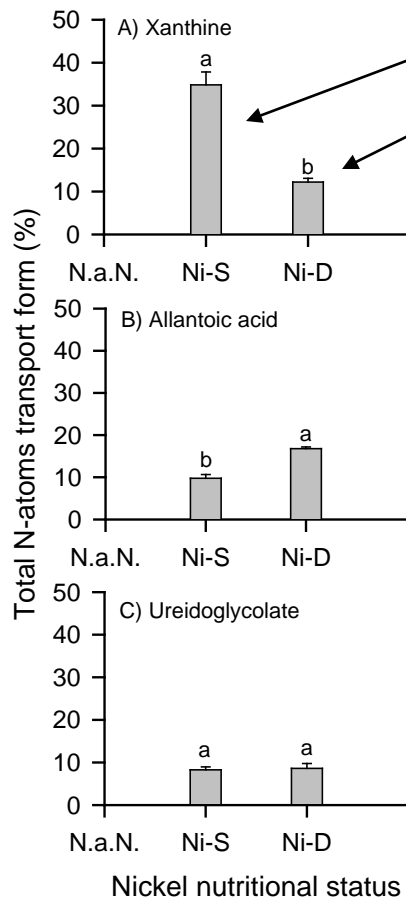 A) Xanthine
50
40
30
20
10
0
a
b
N.a.N. Ni-S Ni-D
B) Allantoic acid
50
40
30
20
10
0
b
a
N.a.N. Ni-S Ni-D
C) Ureidoglycolate
50
40
30
20
10
0
a
a
N.a.N. Ni-S Ni-D
Total N-atoms transport form (%)
Nickel nutritional status